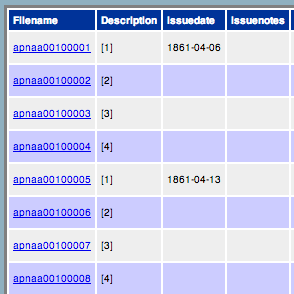 Filename Description Issuedate Issuenotes
apnaa00100001 [1] 1861-04-06
apnaa00100002 [2]
apnaa00100003 [3]
apnaa00100004 [4]
apnaa00100005 [1] 1861-04-13
apnaa00100006 [2]
apnaa00100007 [3]
apnaa00100008 [4]